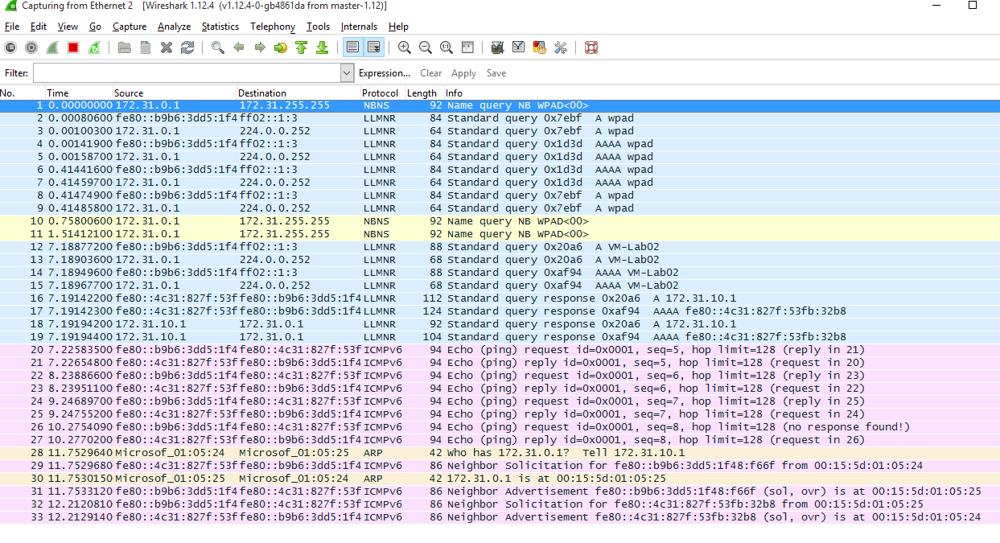 Capturing from Ethernet 2 [Wireshark 1.12.4 (v1.12.4-0-gb4861da from master-1.12)]
File Edit View Go Capture Analyze Statistics Telephony Tools Internals Help
Filter: Expression... Clear Apply Save
No. Time Source Destination Protocol Length Info
1 0.00000000 172.31.0.1 172.31.255.255 NBNS 92 Name query NB WPAD<00>
2 0.00080600 fe80::b9b6:3dd5:1f4 ff02::1:3 LLMNR 84 Standard query 0x7ebf A wpad
3 0.00100300 172.31.0.1 224.0.0.252 LLMNR 64 Standard query 0x7ebf A wpad
4 0.00141900 fe80::b9b6:3dd5:1f4 ff02::1:3 LLMNR 84 Standard query 0x1d3d AAAA wpad
5 0.00158700 172.31.0.1 224.0.0.252 LLMNR 64 Standard query 0x1d3d AAAA wpad
6 0.41441600 fe80::b9b6:3dd5:1f4 ff02::1:3 LLMNR 84 Standard query 0x1d3d AAAA wpad
7 0.41459700 172.31.0.1 224.0.0.252 LLMNR 64 Standard query 0x1d3d AAAA wpad
8 0.41474900 fe80::b9b6:3dd5:1f4 ff02::1:3 LLMNR 84 Standard query 0x7ebf A wpad
9 0.41485800 172.31.0.1 224.0.0.252 LLMNR 64 Standard query 0x7ebf A wpad
10 0.75800600 172.31.0.1 172.31.255.255 NBNS 92 Name query NB WPAD<00>
11 1.51412100 172.31.0.1 172.31.255.255 NBNS 92 Name query NB WPAD<00>
12 7.18877200 fe80::b9b6:3dd5:1f4 ff02::1:3 LLMNR 88 Standard query 0x20a6 A VM-Lab02
13 7.18903600 172.31.0.1 224.0.0.252 LLMNR 68 Standard query 0x20a6 A VM-Lab02
14 7.18949600 fe80::b9b6:3dd5:1f4 ff02::1:3 LLMNR 88 Standard query 0xaf94 AAAA VM-Lab02
15 7.18967700 172.31.0.1 224.0.0.252 LLMNR 68 Standard query 0xaf94 AAAA VM-Lab02
16 7.19142200 fe80::4c31:827f:53f fe80::b9b6:3dd5:1f4 LLMNR 112 Standard query response 0x20a6 A 172.31.10.1
17 7.19142300 fe80::4c31:827f:53f fe80::b9b6:3dd5:1f4 LLMNR 124 Standard query response 0xaf94 AAAA fe80::4c31:827f:53fb:32b8
18 7.19194200 172.31.10.1 172.31.0.1 LLMNR 92 Standard query response 0x20a6 A 172.31.10.1
19 7.19194400 172.31.10.1 172.31.0.1 LLMNR 104 Standard query response 0xaf94 AAAA fe80::4c31:827f:53fb:32b8
20 7.22583500 fe80::b9b6:3dd5:1f4 fe80::4c31:827f:53f ICMPv6 94 Echo (ping) request id=0x0001, seq=5, hop limit=128 (reply in 21)
21 7.22654800 fe80::4c31:827f:53f fe80::b9b6:3dd5:1f4 ICMPv6 94 Echo (ping) reply id=0x0001, seq=5, hop limit=128 (request in 20)
22 8.23886600 fe80::b9b6:3dd5:1f4 fe80::4c31:827f:53f ICMPv6 94 Echo (ping) request id=0x0001, seq=6, hop limit=128 (reply in 23)
23 8.23951100 fe80::4c31:827f:53f fe80::b9b6:3dd5:1f4 ICMPv6 94 Echo (ping) reply id=0x0001, seq=6, hop limit=128 (request in 22)
24 9.24689700 fe80::b9b6:3dd5:1f4 fe80::4c31:827f:53f ICMPv6 94 Echo (ping) request id=0x0001, seq=7, hop limit=128 (reply in 25)
25 9.24755200 fe80::4c31:827f:53f fe80::b9b6:3dd5:1f4 ICMPv6 94 Echo (ping) reply id=0x0001, seq=7, hop limit=128 (request in 24)
26 10.2754090 fe80::b9b6:3dd5:1f4 fe80::4c31:827f:53f ICMPv6 94 Echo (ping) request id=0x0001, seq=8, hop limit=128 (no response found!)
27 10.2770200 fe80::4c31:827f:53f fe80::b9b6:3dd5:1f4 ICMPv6 94 Echo (ping) reply id=0x0001, seq=8, hop limit=128 (request in 26)
28 11.7529640 Microsof_01:05:24 Microsof_01:05:25 ARP 42 Who has 172.31.0.1? Tell 172.31.10.1
29 11.7529680 fe80::4c31:827f:53f fe80::b9b6:3dd5:1f4 ICMPv6 86 Neighbor Solicitation for fe80::b9b6:3dd5:1f48:f66f from 00:15:5d:01:05:24
30 11.7530150 Microsof_01:05:25 Microsof_01:05:24 ARP 42 172.31.0.1 is at 00:15:5d:01:05:25
31 11.7533120 fe80::b9b6:3dd5:1f4 fe80::4c31:827f:53f ICMPv6 86 Neighbor Advertisement fe80::b9b6:3dd5:1f48:f66f (sol, ovr) is at 00:15:5d:01:05:25
32 12.2120810 fe80::b9b6:3dd5:1f4 fe80::4c31:827f:53f ICMPv6 86 Neighbor Solicitation for fe80::4c31:827f:53fb:32b8 from 00:15:5d:01:05:25
33 12.2129140 fe80::4c31:827f:53f fe80::b9b6:3dd5:1f4 ICMPv6 86 Neighbor Advertisement fe80::4c31:827f:53fb:32b8 (sol, ovr) is at 00:15:5d:01:05:24